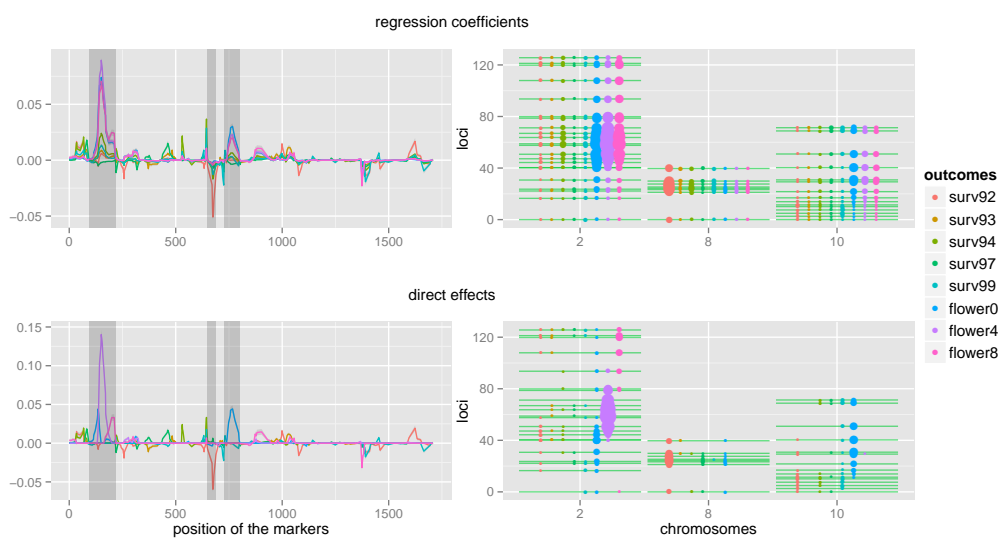 regression coefficients
0.05
0.00
−0.05
0
500
1000
1500
loci
120
80
40
0
2
8
10
direct effects
0.15
0.10
0.05
0.00
−0.05
0
500
1000
1500
position of the markers
loci
120
80
40
0
2
8
10
chromosomes
outcomes
surv92
surv93
surv94
surv97
surv99
flower0
flower4
flower8